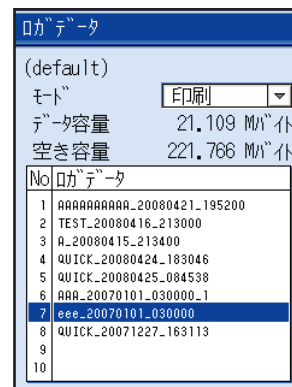 ﾛｶﾞﾃﾞｰﾀ
(default)
ﾓｰﾄﾞ 印刷
ﾃﾞｰﾀ容量 21.109 Mﾊﾞｲﾄ
空き容量 221.766 Mﾊﾞｲﾄ
No ﾛｶﾞﾃﾞｰﾀ
1 AAAAAAAAAA_20080421_195200
2 TEST_20080416_213000
3 A_20080415_213400
4 QUICK_20080424_183046
5 QUICK_20080425_084538
6 AAA_20070101_030000_1
7 eee_20070101_030000
8 QUICK_20071227_163113
9
10